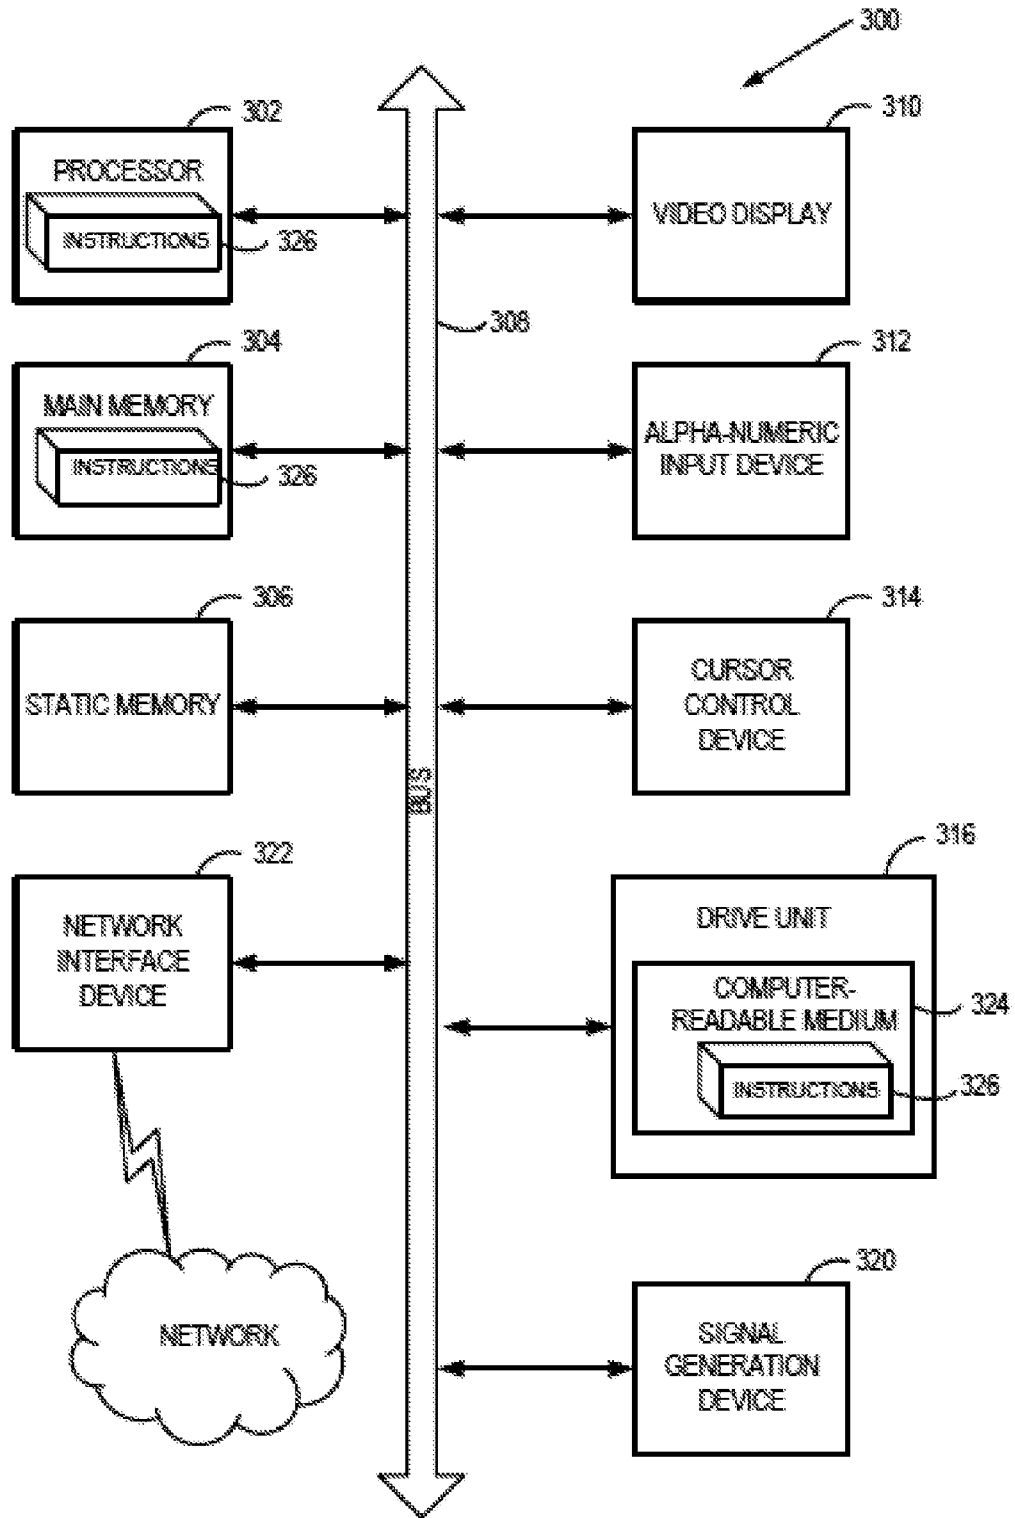 300
302
PROCESSOR
INSTRUCTIONS
326
310
VIDEO DISPLAY
308
304
MAIN MEMORY
INSTRUCTIONS
326
312
ALPHA-NUMERIC
INPUT DEVICE
306
STATIC MEMORY
314
CURSOR
CONTROL
DEVICE
BUS
322
NETWORK
INTERFACE
DEVICE
316
DRIVE UNIT
COMPUTER-
READABLE MEDIUM
324
INSTRUCTIONS
326
NETWORK
320
SIGNAL
GENERATION
DEVICE